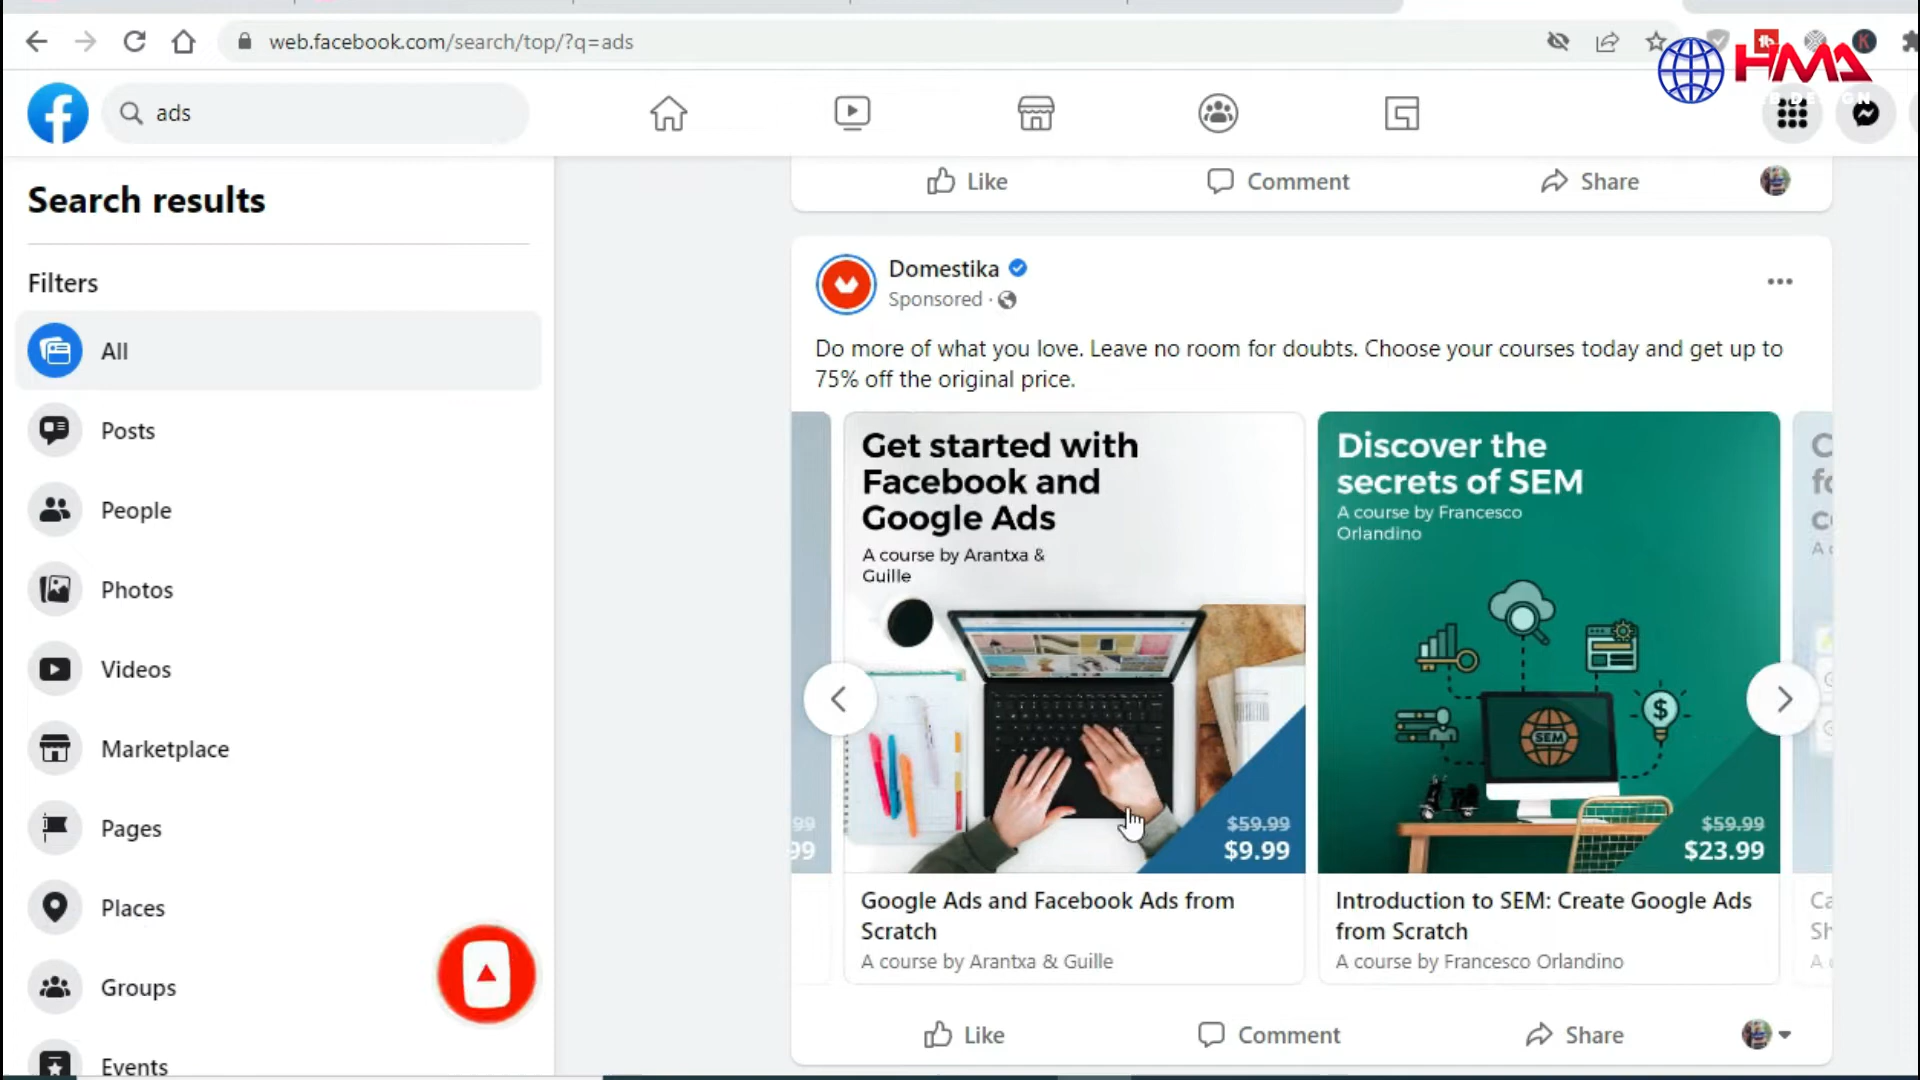 web.facebook.com/search/top/?q=ads
HMA
ads
Search results
Filters
All
Posts
People
Photos
Videos
Marketplace
Pages
Places
Groups
Events
Like
Comment
Share
Domestika
Sponsored ·
Do more of what you love. Leave no room for doubts. Choose your courses today and get up to
75% off the original price.
99
99
Get started with
Facebook and
Google Ads
A course by Arantxa &
Guille
$59.99
$9.99
Google Ads and Facebook Ads from
Scratch
A course by Arantxa & Guille
Discover the
secrets of SEM
A course by Francesco
Orlandino
SEM
$
$59.99
$23.99
Introduction to SEM: Create Google Ads
from Scratch
A course by Francesco Orlandino
Like
Comment
Share